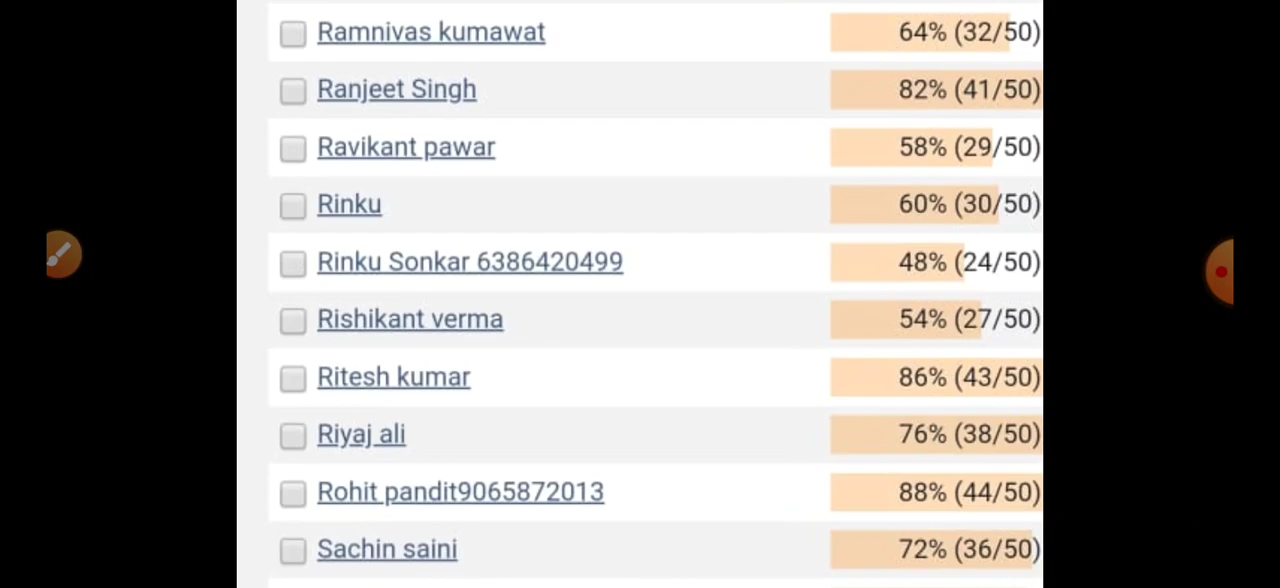 Ramnivas kumawat 64% (32/50)
Ranjeet Singh 82% (41/50)
Ravikant pawar 58% (29/50)
Rinku 60% (30/50)
Rinku Sonkar 6386420499 48% (24/50)
Rishikant verma 54% (27/50)
Ritesh kumar 86% (43/50)
Riyaj ali 76% (38/50)
Rohit pandit9065872013 88% (44/50)
Sachin saini 72% (36/50)